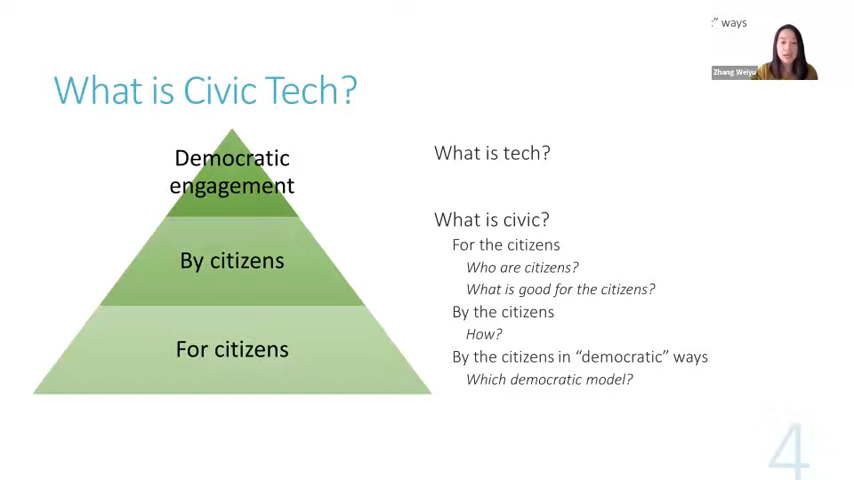 " ways
Zhang Weiyu
What is Civic Tech?
Democratic
engagement
By citizens
For citizens
What is tech?
What is civic?
For the citizens
Who are citizens?
What is good for the citizens?
By the citizens
How?
By the citizens in “democratic” ways
Which democratic model?
4